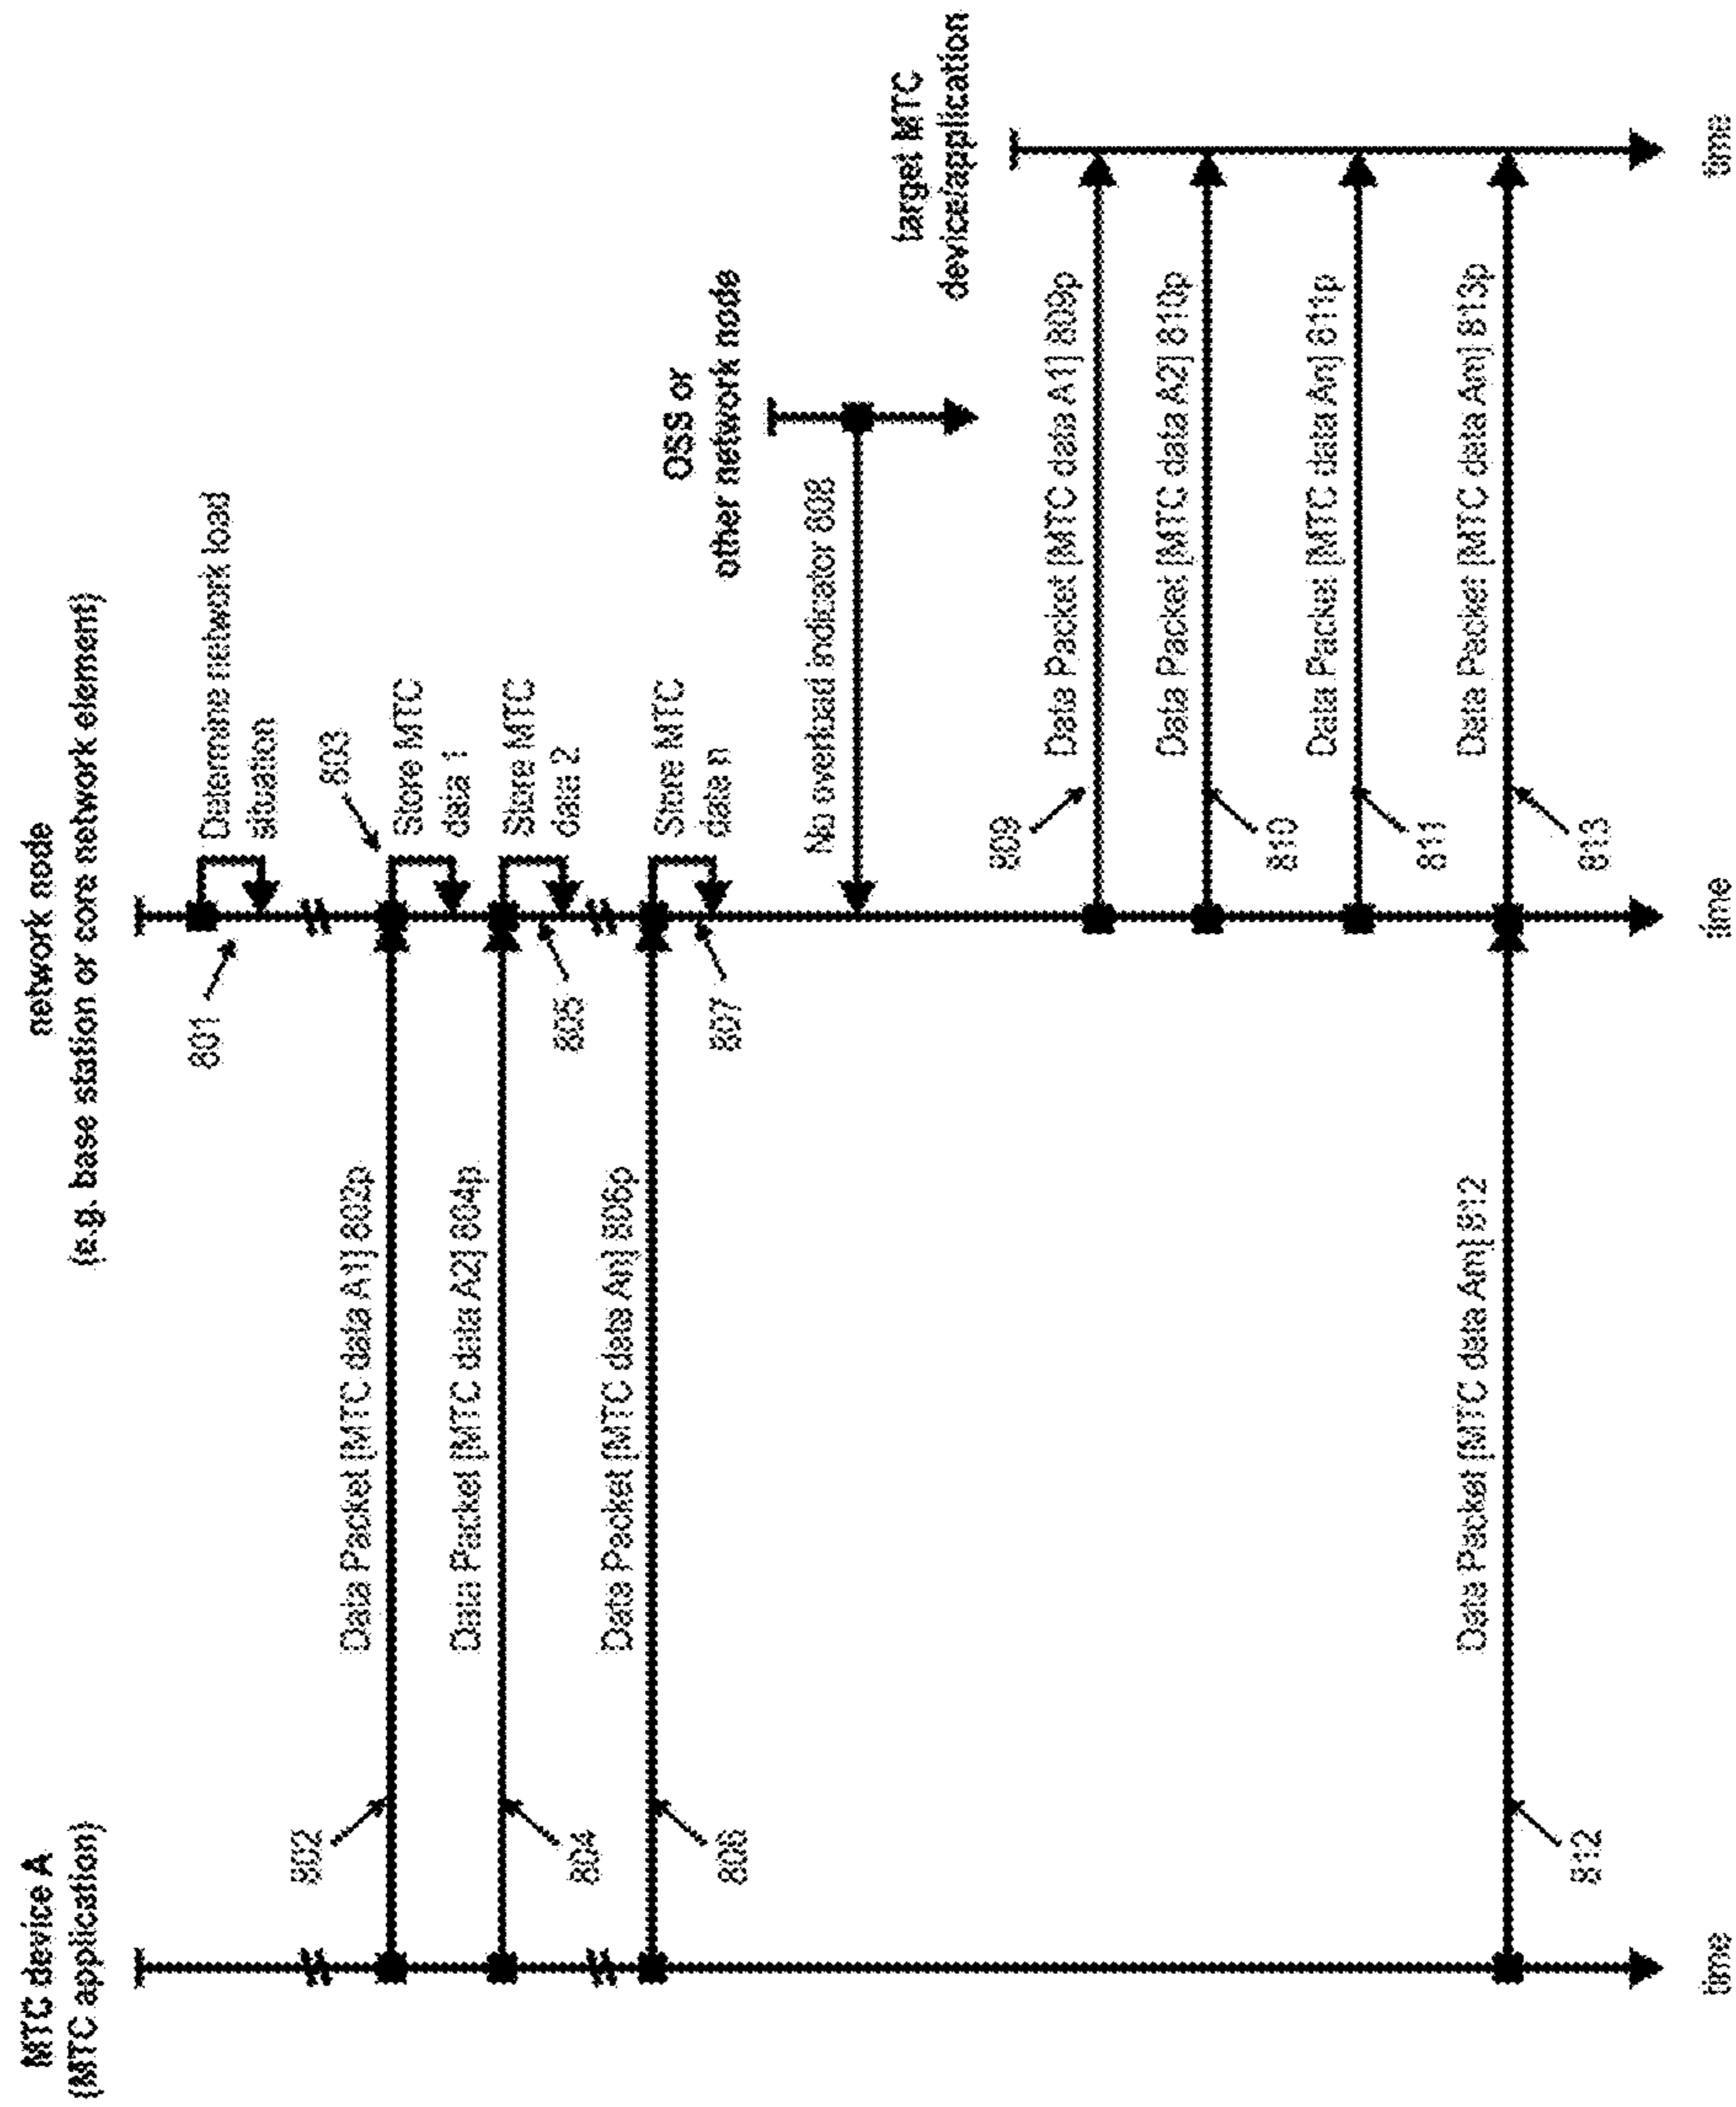 MTC device A
(MTC application)
network node
(e.g. base station or core network element)
OSS or
other network node
target MTC
device/application
801
Determine network load
situation
802
Data Packet [MTC data A1] 802p
803
Store MTC
data 1
804
Data Packet [MTC data A2] 804p
805
Store MTC
data 2
806
Data Packet [MTC data An] 806p
807
Store MTC
data n
No overload indicator 808
809
Data Packet [MTC data A1] 809p
810
Data Packet [MTC data A2] 810p
811
Data Packet [MTC data An] 811p
812
Data Packet [MTC data Am] 812
813
Data Packet [MTC data Am] 813p
time
time
time